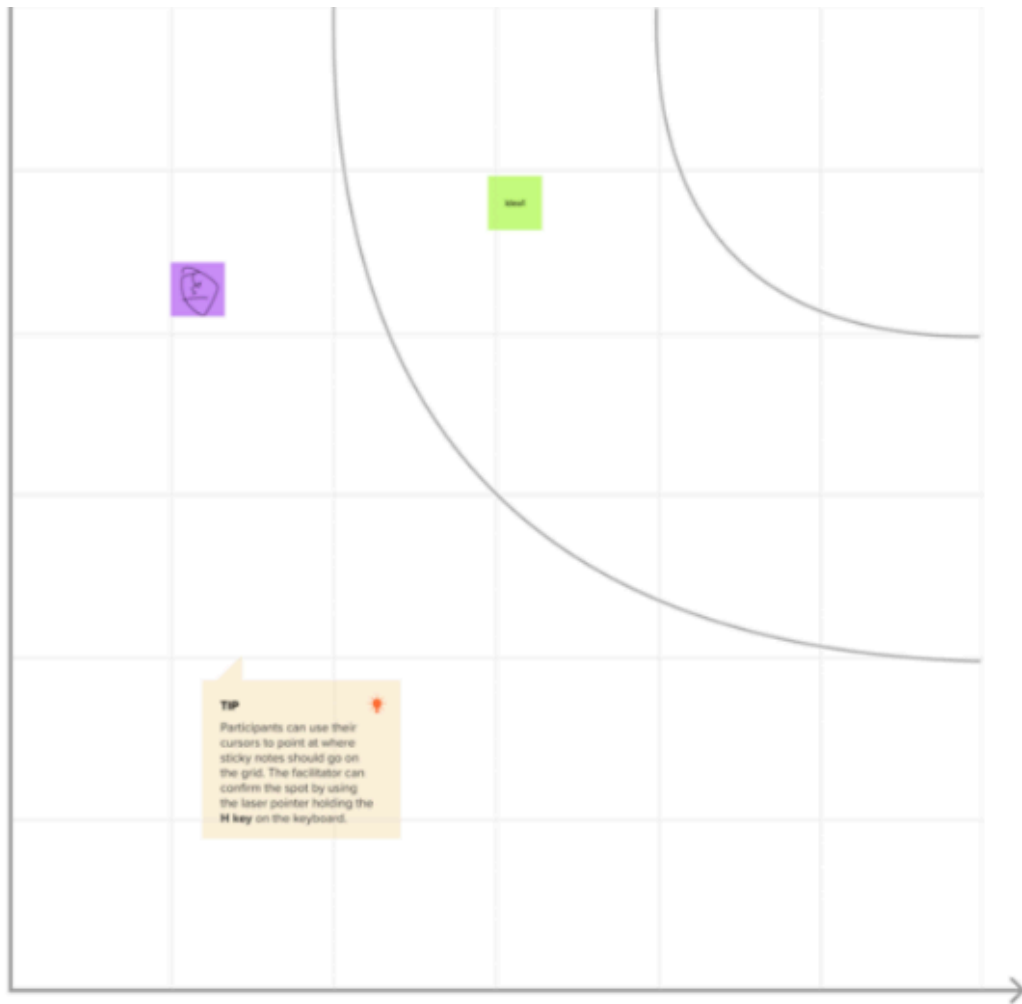 Idea!
TIP
Participants can use their
cursors to point at where
sticky notes should go on
the grid. The facilitator can
confirm the spot by using
the laser pointer holding the
H key on the keyboard.